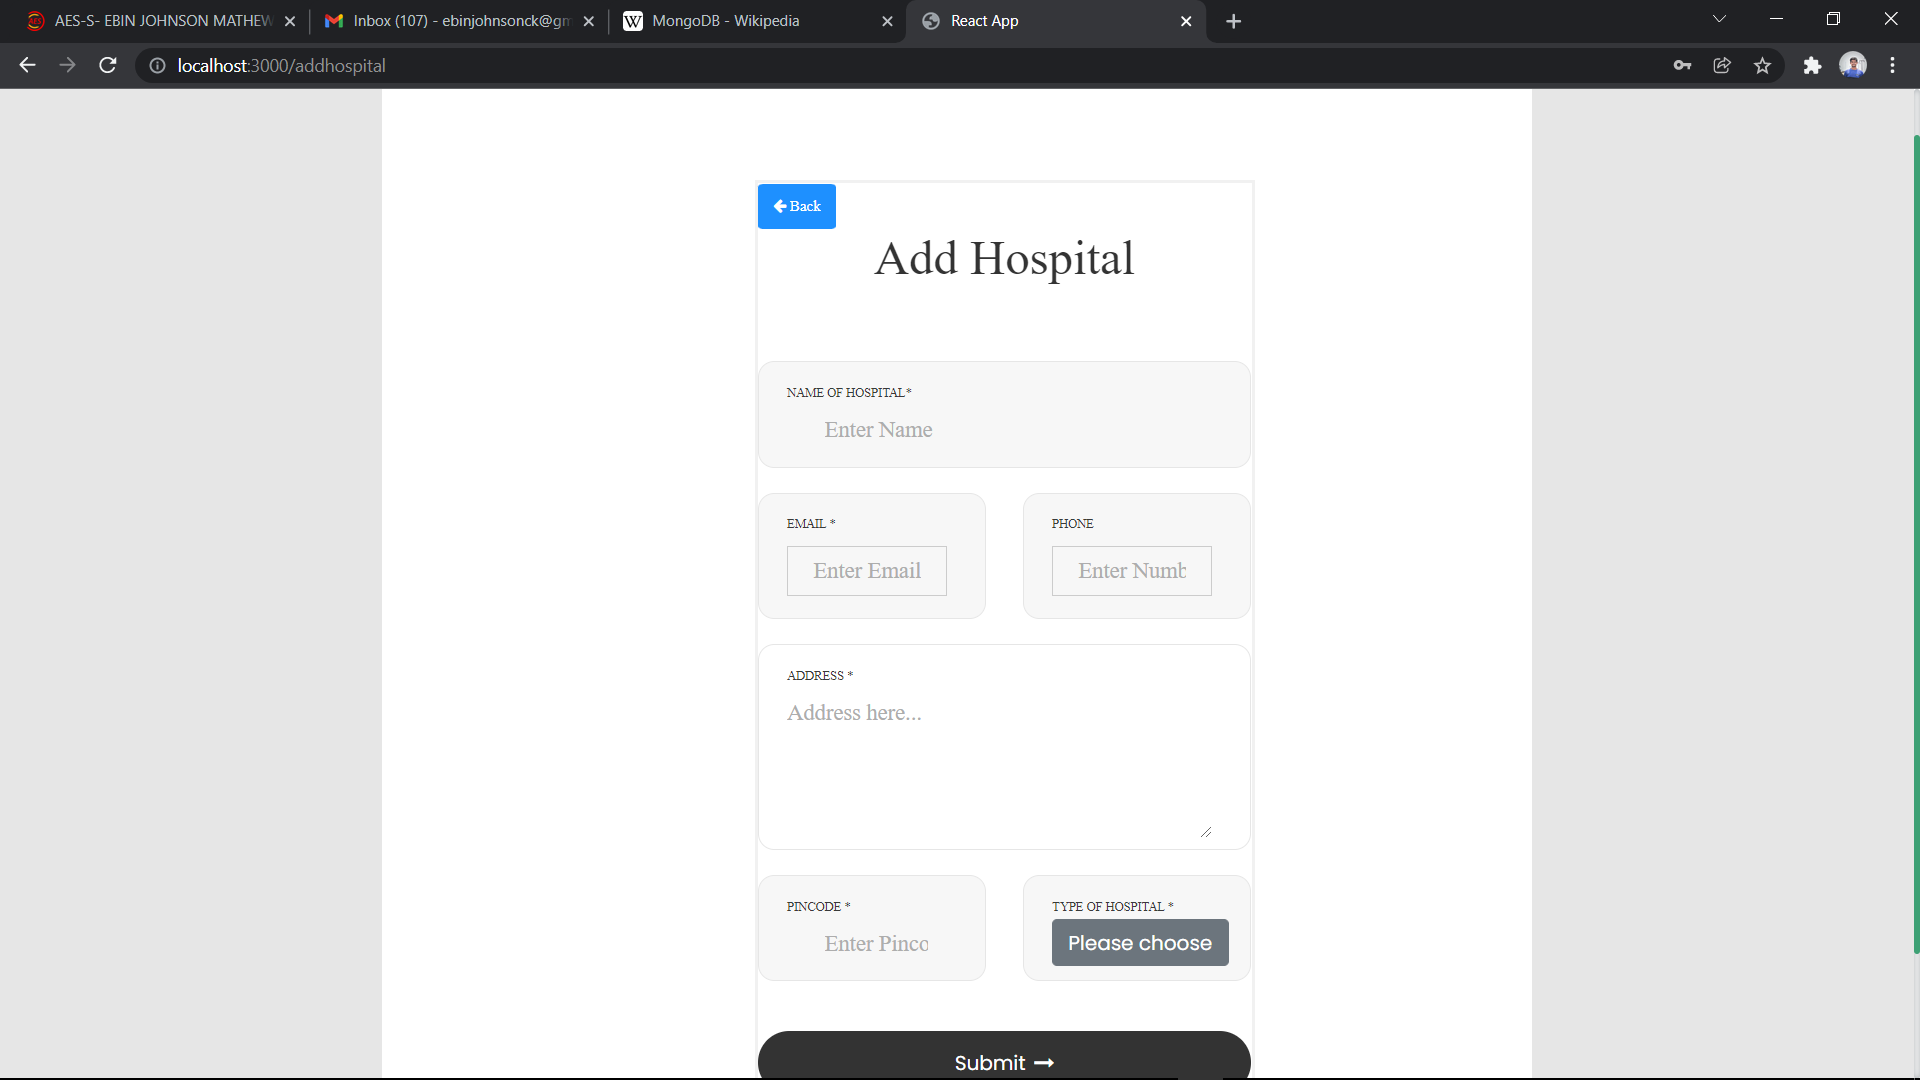 AES-S- EBIN JOHNSON MATHEW
Inbox (107) - ebinjohnsonck@gm
W MongoDB - Wikipedia
React App
localhost:3000/addhospital
Back
Add Hospital
NAME OF HOSPITAL*
Enter Name
EMAIL *
PHONE
Enter Email
Enter Numb
ADDRESS *
Address here...
PINCODE *
TYPE OF HOSPITAL *
Enter Pinco
Please choose
Submit